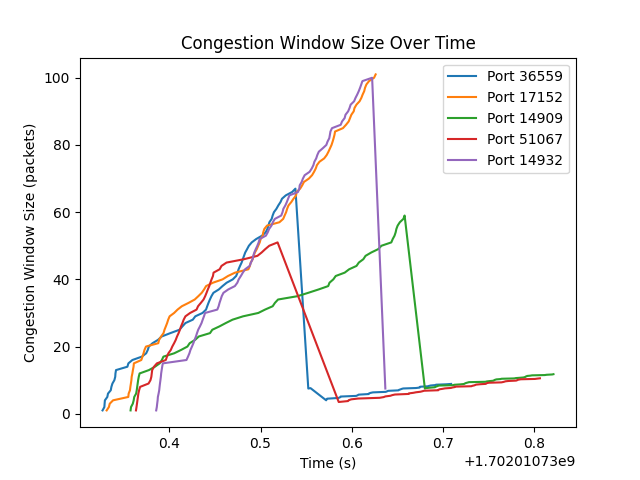 Congestion Window Size Over Time
Congestion Window Size (packets)
100
80
60
40
20
0
Port 36559
Port 17152
Port 14909
Port 51067
Port 14932
0.4 0.5 0.6 0.7 0.8
Time (s)
+1.70201073e9